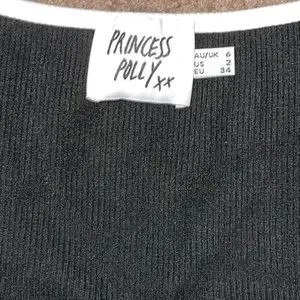 PRINCESS
POLLY xx
AU/UK 6
US 2
EU 34